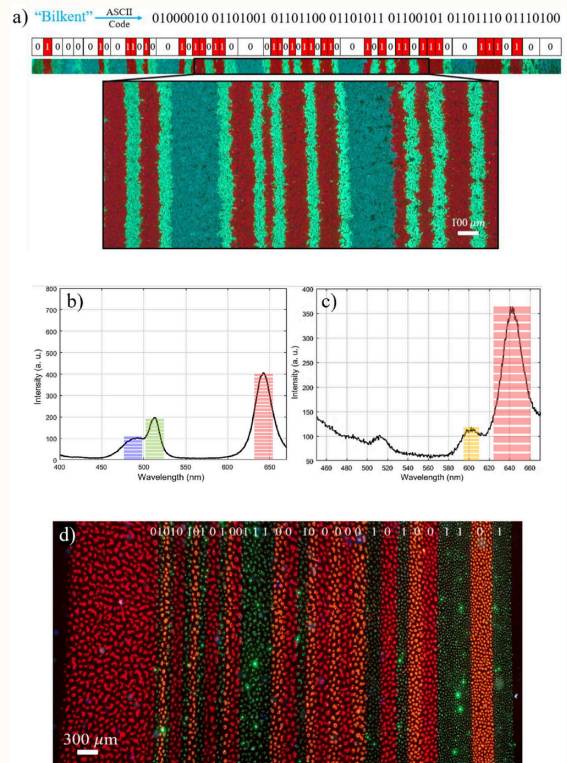 a) "Bilkent" ASCII Code 01000010 01101001 01101100 01101011 01100101 01101110 01110100
100 μm
b)
800
700
600
500
400
300
200
100
0
Intensity (a. u.)
400 450 500 550 600 650
Wavelength (nm)
c)
400
350
300
250
200
150
100
50
Intensity (a. u.)
460 480 500 520 540 560 580 600 620 640 660
Wavelength (nm)
d)
300 μm